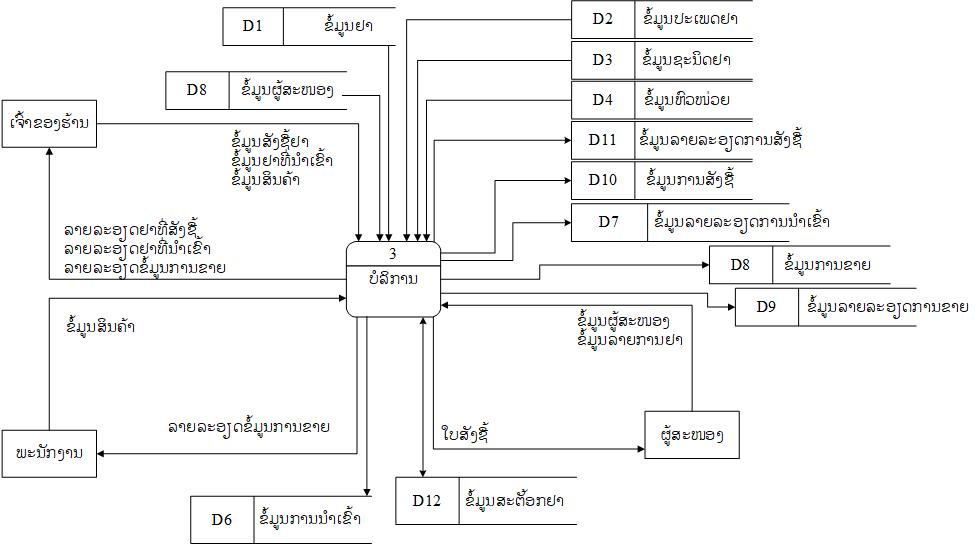 D1 ຂໍ້ມູນຢາ
D2 ຂໍ້ມູນປະເພດຢາ
D3 ຂໍ້ມູນຊະນິດຢາ
D8 ຂໍ້ມູນຜູ້ສະໜອງ
D4 ຂໍ້ມູນຫົວໜ່ວຍ
ເຈົ້າຂອງຮ້ານ
ຂໍ້ມູນສັ່ງຊື້ຢາ
ຂໍ້ມູນຢາທີ່ນຳເຂົ້າ
ຂໍ້ມູນສິນຄ້າ
D11 ຂໍ້ມູນລາຍລະອຽດການສັ່ງຊື້
D10 ຂໍ້ມູນການສັ່ງຊື້
D7 ຂໍ້ມູນລາຍລະອຽດການນຳເຂົ້າ
ລາຍລະອຽດຢາທີ່ສັ່ງຊື້
ລາຍລະອຽດຢາທີ່ນຳເຂົ້າ
ລາຍລະອຽດຂໍ້ມູນການຂາຍ
3
ບໍລິການ
D8 ຂໍ້ມູນການຂາຍ
D9 ຂໍ້ມູນລາຍລະອຽດການຂາຍ
ຂໍ້ມູນສິນຄ້າ
ຂໍ້ມູນຜູ້ສະໜອງ
ຂໍ້ມູນລາຍການຢາ
ລາຍລະອຽດຂໍ້ມູນການຂາຍ
ໃບສັ່ງຊື້
ຜູ້ສະໜອງ
ພະນັກງານ
D12 ຂໍ້ມູນສະຕ໊ອກຢາ
D6 ຂໍ້ມູນການນຳເຂົ້າ